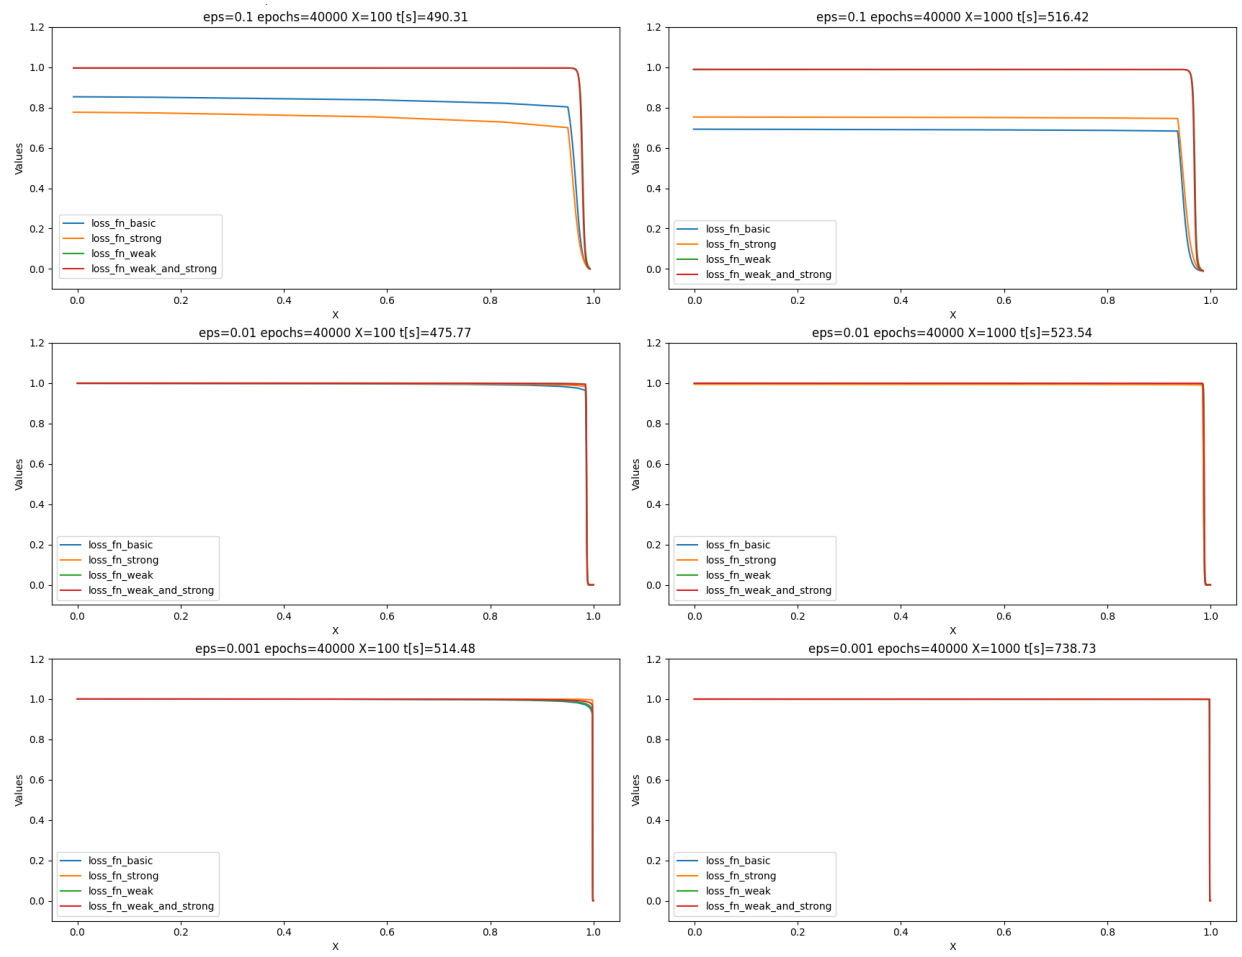 eps=0.1 epochs=40000 X=100 t[s]=490.31
1.2
1.0
0.8
0.6
0.4
0.2
0.0
Values
loss_fn_basic
loss_fn_strong
loss_fn_weak
loss_fn_weak_and_strong
0.0 0.2 0.4 0.6 0.8 1.0
X
eps=0.1 epochs=40000 X=1000 t[s]=516.42
1.2
1.0
0.8
0.6
0.4
0.2
0.0
Values
loss_fn_basic
loss_fn_strong
loss_fn_weak
loss_fn_weak_and_strong
0.0 0.2 0.4 0.6 0.8 1.0
X
eps=0.01 epochs=40000 X=100 t[s]=475.77
1.2
1.0
0.8
0.6
0.4
0.2
0.0
Values
loss_fn_basic
loss_fn_strong
loss_fn_weak
loss_fn_weak_and_strong
0.0 0.2 0.4 0.6 0.8 1.0
X
eps=0.01 epochs=40000 X=1000 t[s]=523.54
1.2
1.0
0.8
0.6
0.4
0.2
0.0
Values
loss_fn_basic
loss_fn_strong
loss_fn_weak
loss_fn_weak_and_strong
0.0 0.2 0.4 0.6 0.8 1.0
X
eps=0.001 epochs=40000 X=100 t[s]=514.48
1.2
1.0
0.8
0.6
0.4
0.2
0.0
Values
loss_fn_basic
loss_fn_strong
loss_fn_weak
loss_fn_weak_and_strong
0.0 0.2 0.4 0.6 0.8 1.0
X
eps=0.001 epochs=40000 X=1000 t[s]=738.73
1.2
1.0
0.8
0.6
0.4
0.2
0.0
Values
loss_fn_basic
loss_fn_strong
loss_fn_weak
loss_fn_weak_and_strong
0.0 0.2 0.4 0.6 0.8 1.0
X